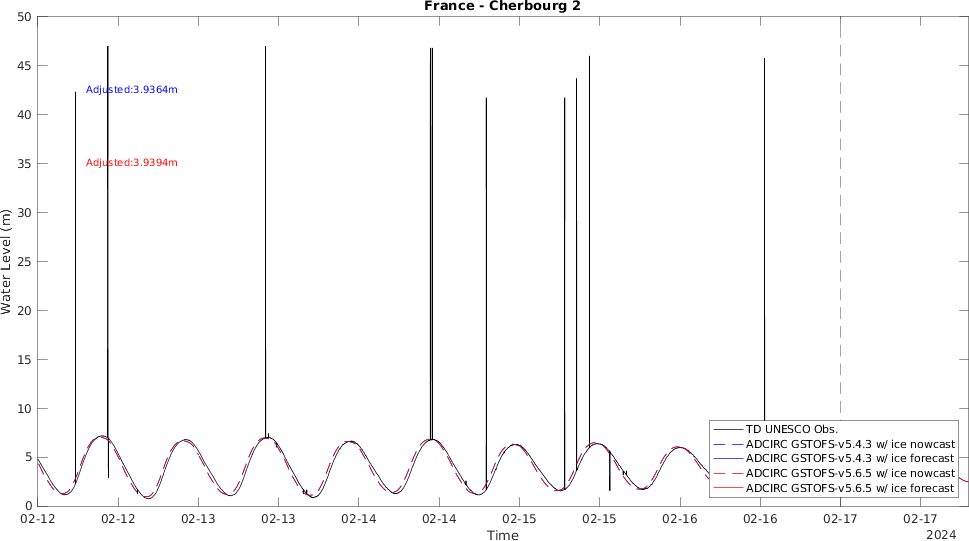 France - Cherbourg 2
50
45
40
35
30
25
20
15
10
5
0
Water Level (m)
Adjusted:3.9364m
Adjusted:3.9394m
TD UNESCO Obs.
ADCIRC GSTOFS-v5.4.3 w/ ice nowcast
ADCIRC GSTOFS-v5.4.3 w/ ice forecast
ADCIRC GSTOFS-v5.6.5 w/ ice nowcast
ADCIRC GSTOFS-v5.6.5 w/ ice forecast
02-12 02-12 02-13 02-13 02-14 02-14 02-15 02-15 02-16 02-16 02-17 02-17
Time
2024